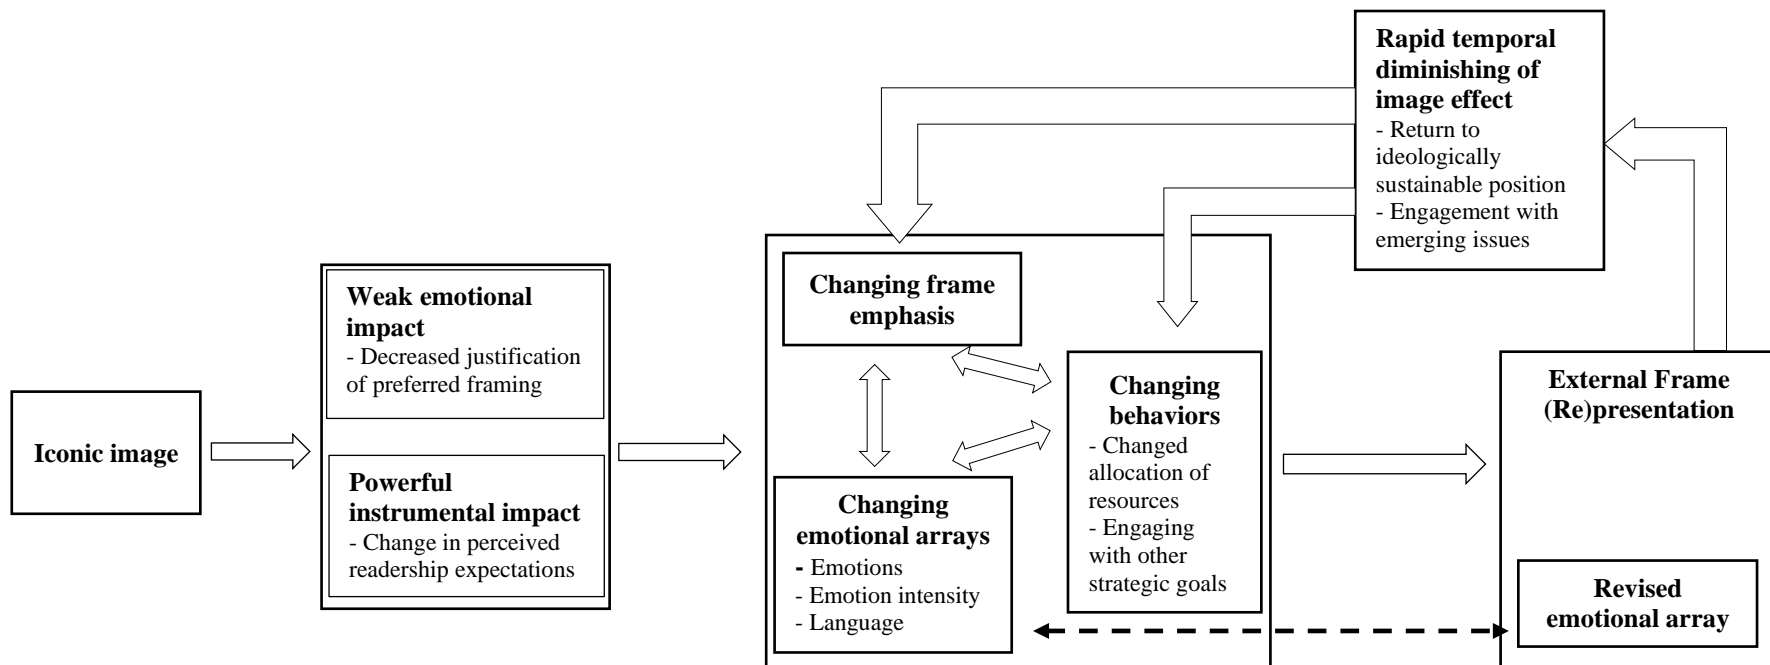 Iconic image
Weak emotional
impact
- Decreased justification
of preferred framing
Powerful
instrumental impact
- Change in perceived
readership expectations
Changing frame
emphasis
Changing
emotional arrays
- Emotions
- Emotion intensity
- Language
Changing
behaviors
- Changed
allocation of
resources
- Engaging
with other
strategic goals
Rapid temporal
diminishing of
image effect
- Return to
ideologically
sustainable position
- Engagement with
emerging issues
External Frame
(Re)presentation
Revised
emotional array